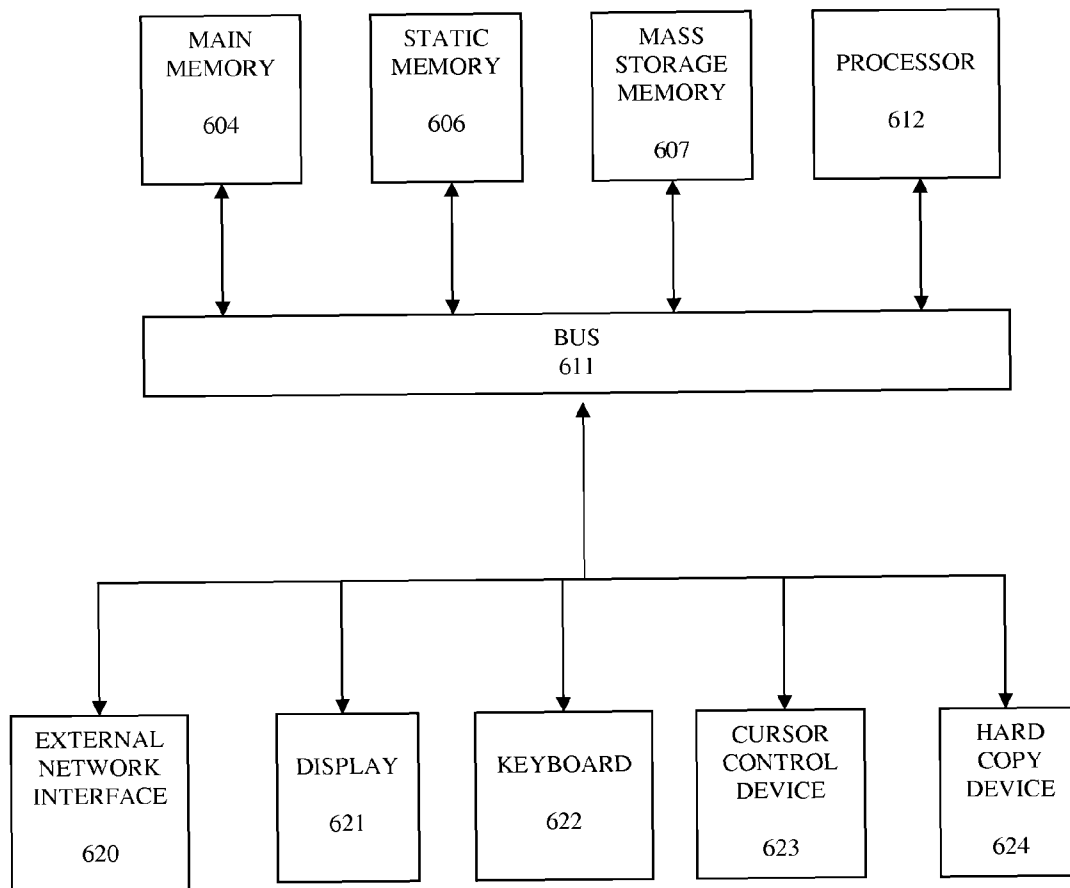 MAIN
MEMORY
604
STATIC
MEMORY
606
MASS
STORAGE
MEMORY
607
PROCESSOR
612
BUS
611
EXTERNAL
NETWORK
INTERFACE
620
DISPLAY
621
KEYBOARD
622
CURSOR
CONTROL
DEVICE
623
HARD
COPY
DEVICE
624